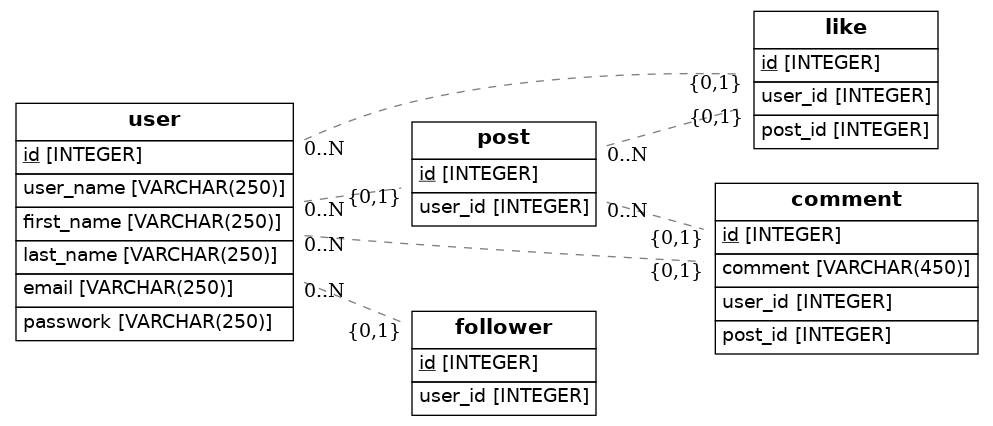 user
id [INTEGER]
user_name [VARCHAR(250)]
first_name [VARCHAR(250)]
last_name [VARCHAR(250)]
email [VARCHAR(250)]
passwork [VARCHAR(250)]
0..N
0..N
0..N
0..N
{0,1}
{0,1}
post
id [INTEGER]
user_id [INTEGER]
0..N
0..N
follower
id [INTEGER]
user_id [INTEGER]
{0,1}
{0,1}
like
id [INTEGER]
user_id [INTEGER]
post_id [INTEGER]
{0,1}
{0,1}
comment
id [INTEGER]
comment [VARCHAR(450)]
user_id [INTEGER]
post_id [INTEGER]